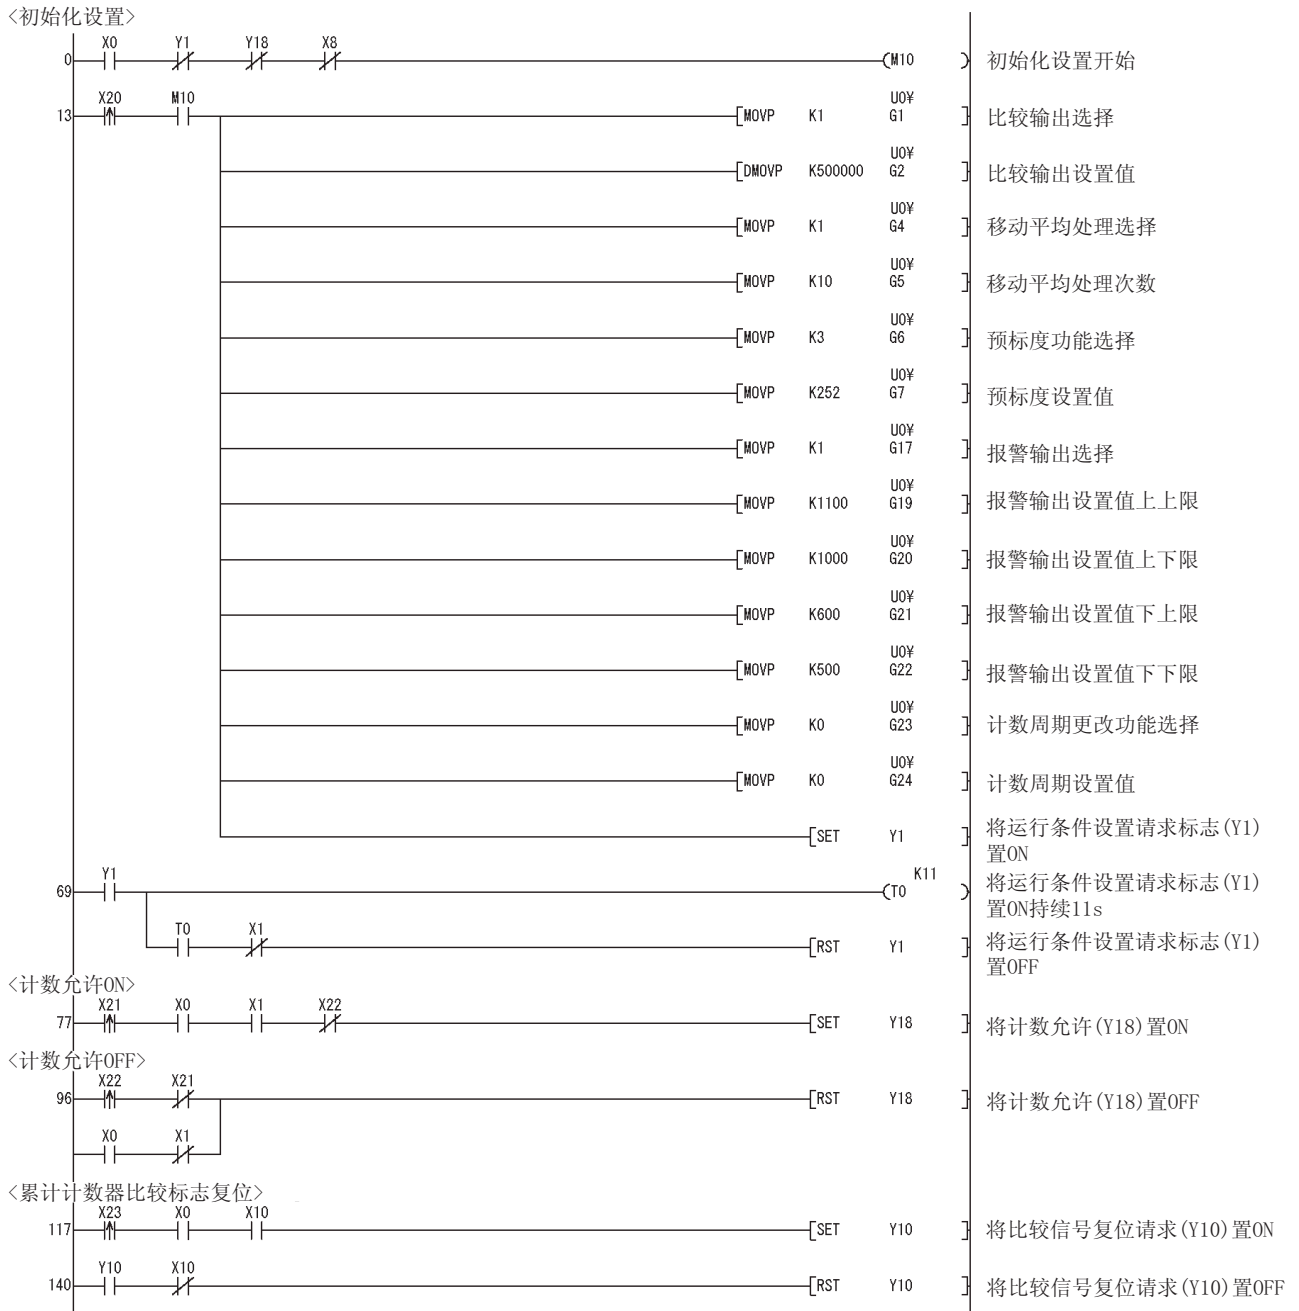 <初始化设置>
X0 Y1 Y18 X8
0 (M10 ) 初始化设置开始
X20 M10 U0¥
13 [MOVP K1 G1 ] 比较输出选择
U0¥
[DMOVP K500000 G2 ] 比较输出设置值
U0¥
[MOVP K1 G4 ] 移动平均处理选择
U0¥
[MOVP K10 G5 ] 移动平均处理次数
U0¥
[MOVP K3 G6 ] 预标度功能选择
U0¥
[MOVP K252 G7 ] 预标度设置值
U0¥
[MOVP K1 G17 ] 报警输出选择
U0¥
[MOVP K1100 G19 ] 报警输出设置值上上限
U0¥
[MOVP K1000 G20 ] 报警输出设置值上下限
U0¥
[MOVP K600 G21 ] 报警输出设置值下上限
U0¥
[MOVP K500 G22 ] 报警输出设置值下下限
U0¥
[MOVP K0 G23 ] 计数周期更改功能选择
U0¥
[MOVP K0 G24 ] 计数周期设置值
[SET Y1 ] 将运行条件设置请求标志(Y1)
置ON
Y1 K11
69 (T0 ) 将运行条件设置请求标志(Y1)
置ON持续11s
T0 X1
[RST Y1 ] 将运行条件设置请求标志(Y1)
置OFF
<计数允许ON>
X21 X0 X1 X22
77 [SET Y18 ] 将计数允许(Y18)置ON
<计数允许OFF>
X22 X21
96 [RST Y18 ] 将计数允许(Y18)置OFF
X0 X1
<累计计数器比较标志复位>
X23 X0 X10
117 [SET Y10 ] 将比较信号复位请求(Y10)置ON
Y10 X10
140 [RST Y10 ] 将比较信号复位请求(Y10)置OFF